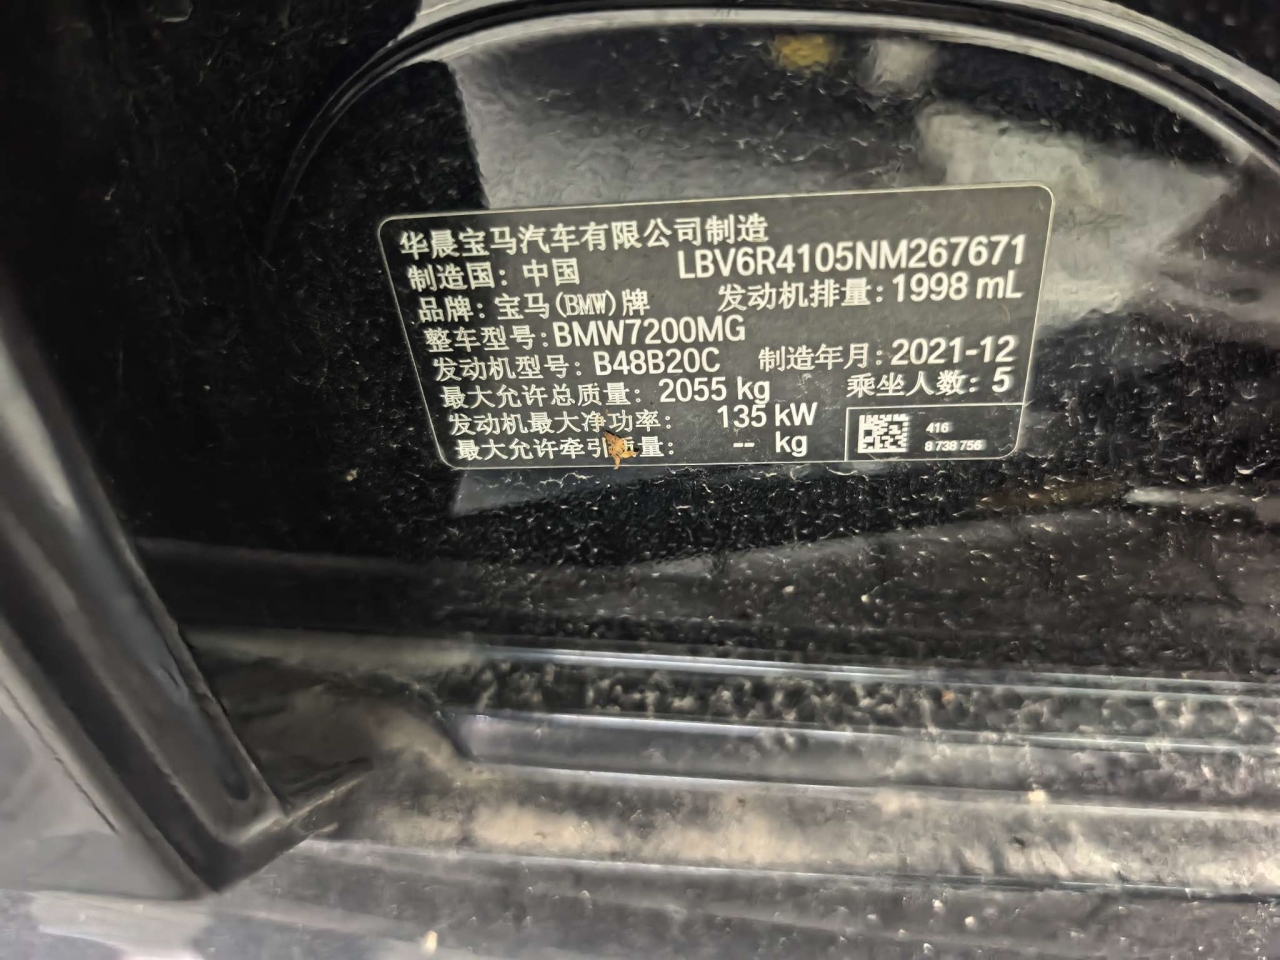 华晨宝马汽车有限公司制造
制造国：中国 LBV6R4105NM267671
品牌：宝马(BMW)牌 发动机排量：1998 mL
整车型号：BMW7200MG
发动机型号：B48B20C 制造年月：2021-12
最大允许总质量：2055 kg 乘坐人数：5
发动机最大净功率： 135 kW
最大允许牵引质量： -- kg
416
8 738 756